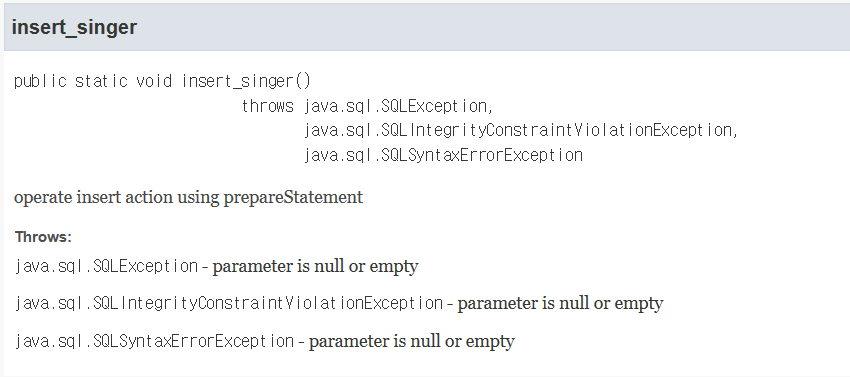 insert_singer
public static void insert_singer()
throws java.sql.SQLException,
java.sql.SQLIntegrityConstraintViolationException,
java.sql.SQLSyntaxErrorException
operate insert action using prepareStatement
Throws:
java.sql.SQLException - parameter is null or empty
java.sql.SQLIntegrityConstraintViolationException - parameter is null or empty
java.sql.SQLSyntaxErrorException - parameter is null or empty